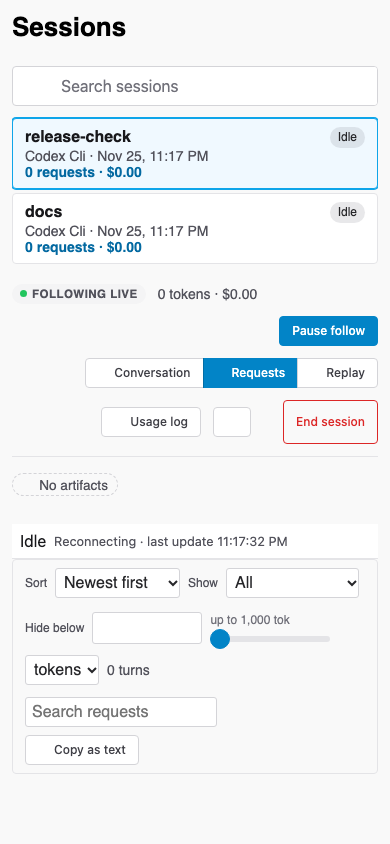 Sessions
Search sessions
release-check
Idle
Codex Cli · Nov 25, 11:17 PM
0 requests · $0.00
docs
Idle
Codex Cli · Nov 25, 11:17 PM
0 requests · $0.00
FOLLOWING LIVE 0 tokens · $0.00
Pause follow
Conversation Requests Replay
Usage log End session
No artifacts
Idle Reconnecting · last update 11:17:32 PM
Sort Newest first Show All
Hide below up to 1,000 tok
tokens 0 turns
Search requests
Copy as text